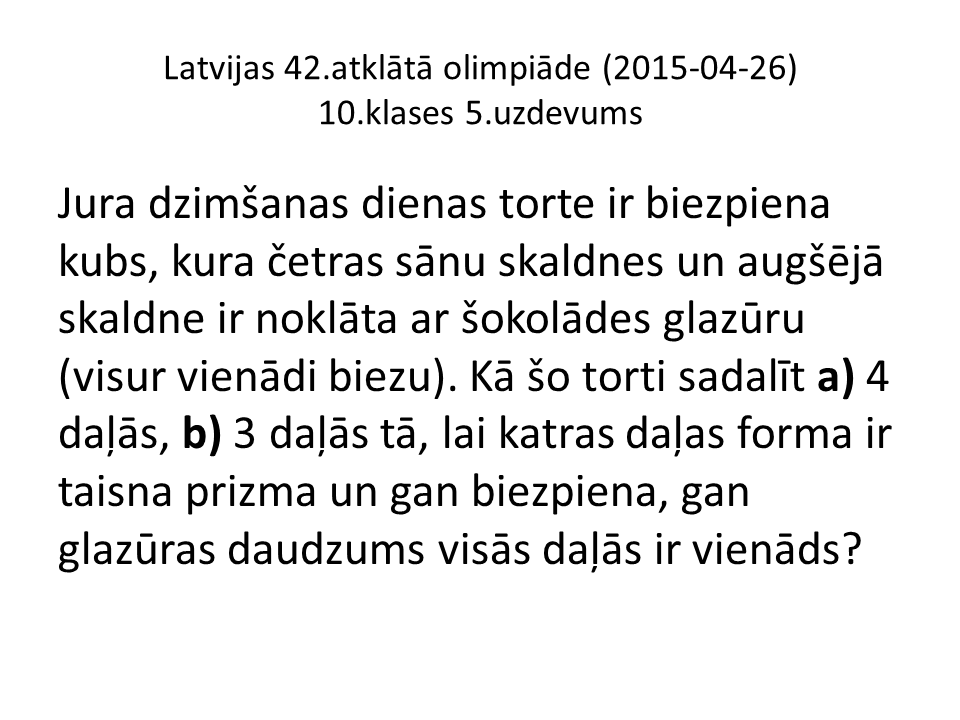 Latvijas 42.atklātā olimpiāde (2015-04-26)
10.klases 5.uzdevums
Jura dzimšanas dienas torte ir biezpiena
kubs, kura četras sānu skaldnes un augšējā
skaldne ir noklāta ar šokolādes glazūru
(visur vienādi biezu). Kā šo torti sadalīt a) 4
daļās, b) 3 daļās tā, lai katras daļas forma ir
taisna prizma un gan biezpiena, gan
glazūras daudzums visās daļās ir vienāds?